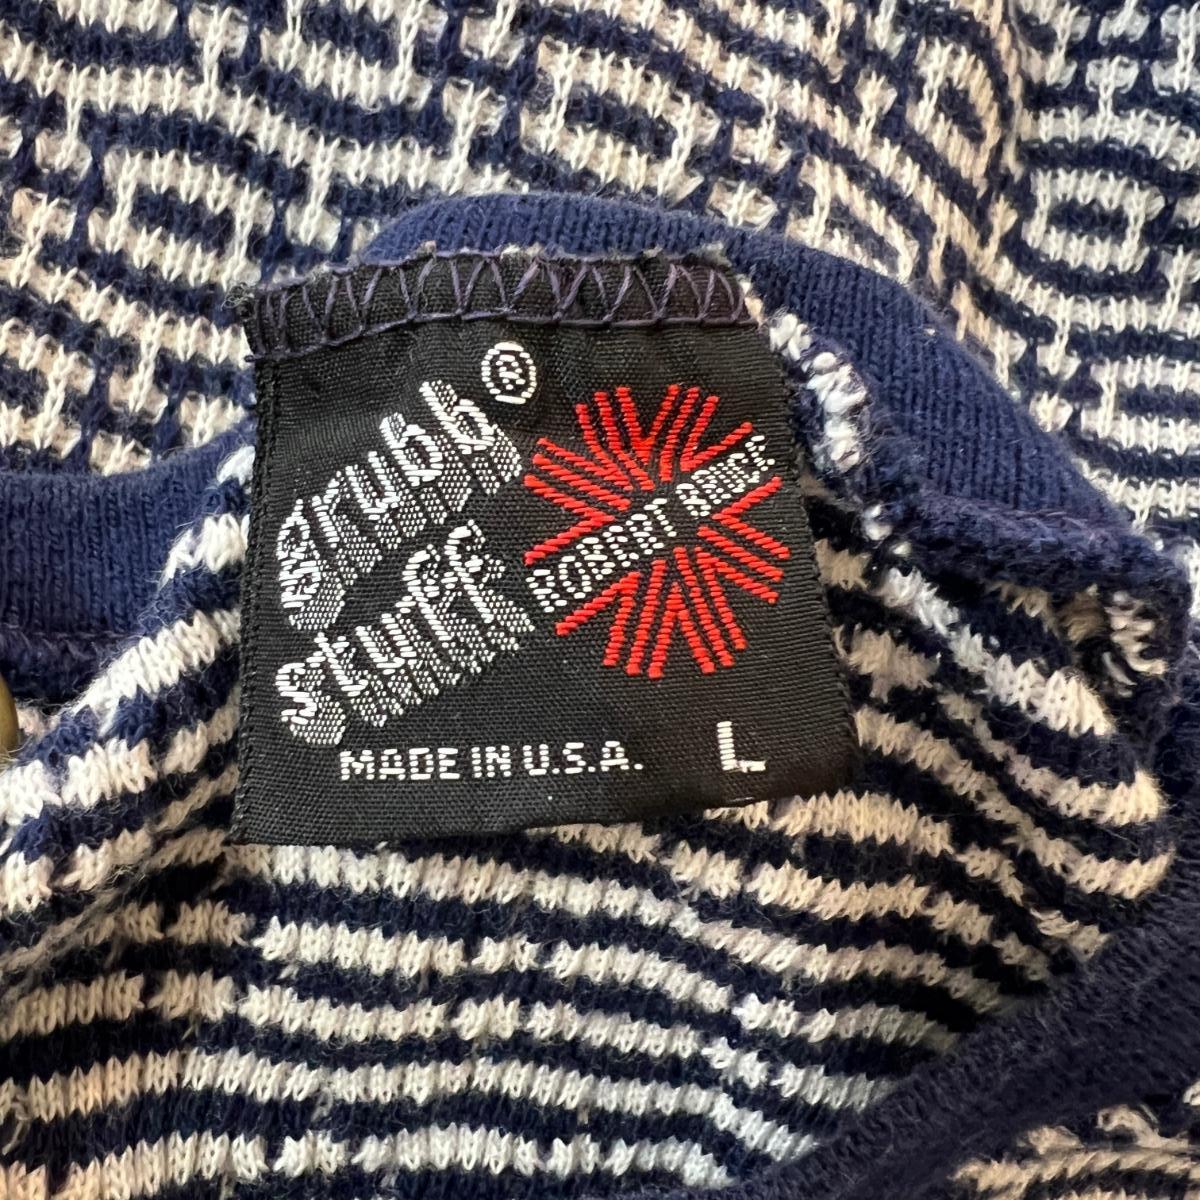 Grubb®
Stuff
ROBERT BRUCE
MADE IN U.S.A.
L